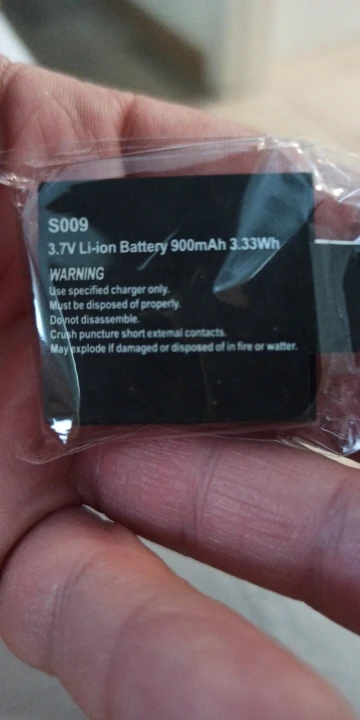 S009
3.7V Li-ion Battery 900mAh 3.33Wh
WARNING
Use specified charger only.
Must be disposed of properly.
Do not disassemble.
Crush puncture short external contacts.
May explode if damaged or disposed of in fire or watter.